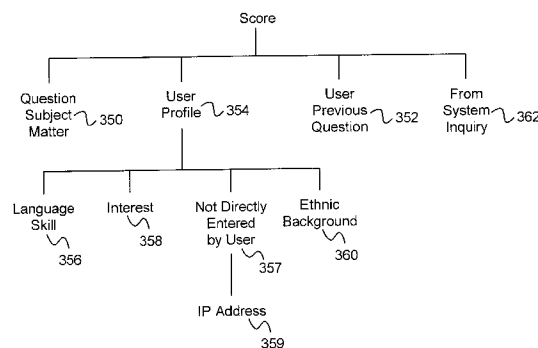 Score
Question
Subject
Matter
350
User
Profile
354
User
Previous
Question
352
From
System
Inquiry
362
Language
Skill
356
Interest
358
Not Directly
Entered
by User
357
Ethnic
Background
360
IP Address
359